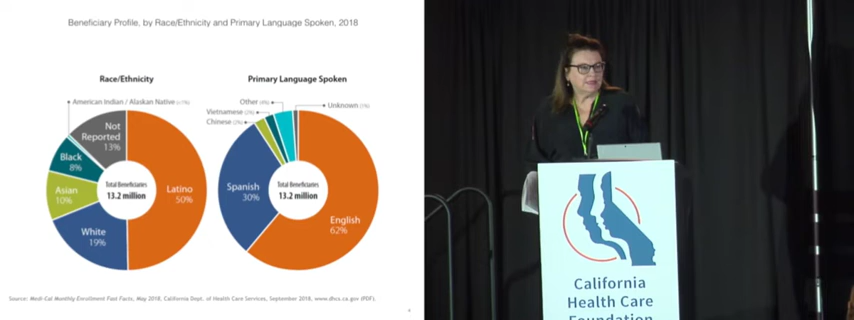 Beneficiary Profile, by Race/Ethnicity and Primary Language Spoken, 2018
Race/Ethnicity
American Indian / Alaskan Native
Not
Reported
13%
Black
8%
Asian
10%
White
19%
Latino
50%
Total Beneficiaries
13.2 million
Primary Language Spoken
Other (4%)
Vietnamese (2%)
Chinese (2%)
Unknown
Spanish
30%
English
62%
Total Beneficiaries
13.2 million
Source: Medi-Cal Monthly Enrollment Fast Facts, May 2018, California Dept. of Health Care Services, September 2018, www.dhcs.ca.gov (PDF).
California
Health Care
Foundation